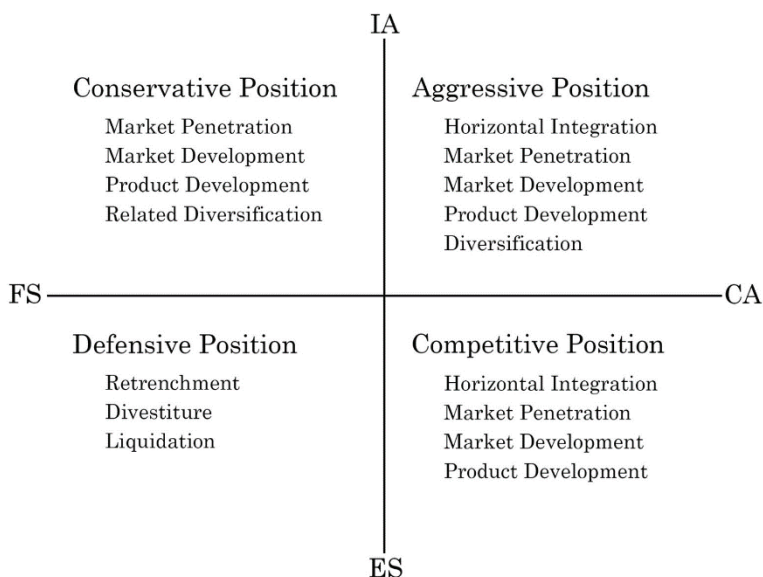 IA
Conservative Position
Market Penetration
Market Development
Product Development
Related Diversification
Aggressive Position
Horizontal Integration
Market Penetration
Market Development
Product Development
Diversification
FS
CA
Defensive Position
Retrenchment
Divestiture
Liquidation
Competitive Position
Horizontal Integration
Market Penetration
Market Development
Product Development
ES